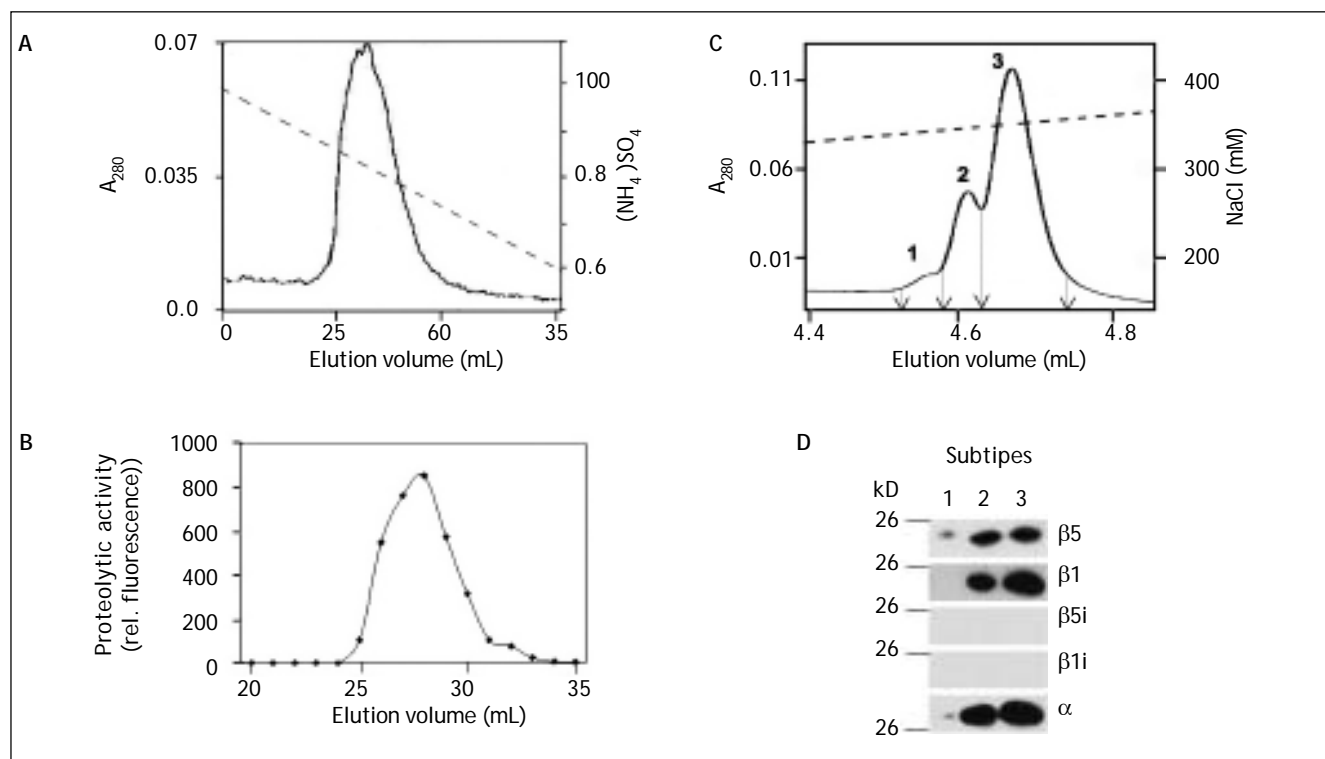 A
0.07
0.035
0.0
A280
100
0.8
0.6
(NH4)SO4
0
25
60
35
Elution volume (mL)
B
1000
800
600
400
200
0
Proteolytic activity
(rel. fluorescence))
20
25
30
35
Elution volume (mL)
C
0.11
0.06
0.01
A280
1
2
3
400
300
200
NaCl (mM)
4.4
4.6
4.8
Elution volume (mL)
D
Subtipes
kD
1 2 3
26
β5
26
β1
26
β5i
26
β1i
26
α